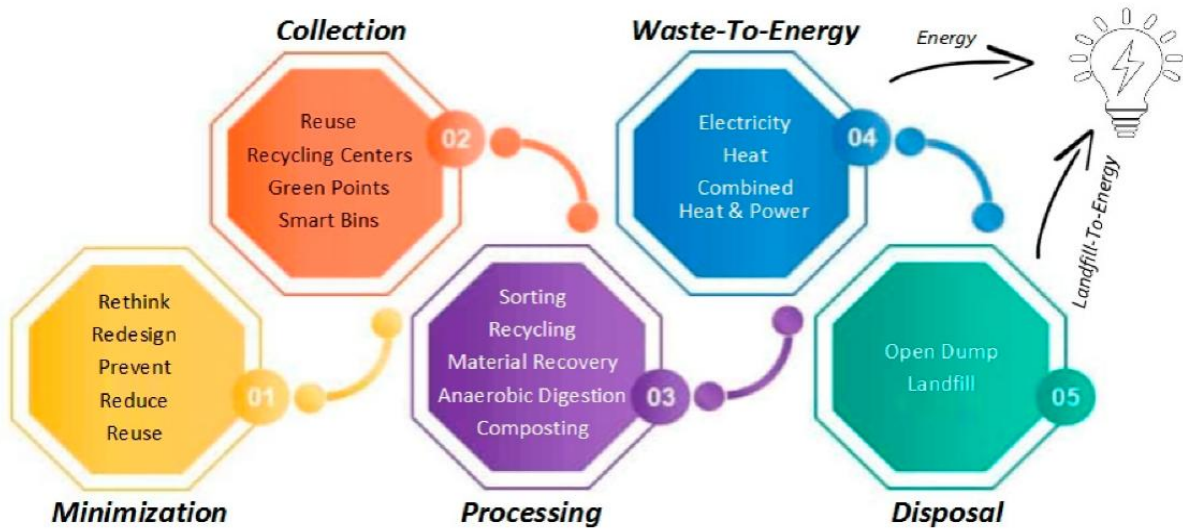 Collection
Reuse
Recycling Centers
Green Points
Smart Bins
02
Waste-To-Energy
Electricity
Heat
Combined
Heat & Power
04
Energy
Landfill-To-Energy
Rethink
Redesign
Prevent
Reduce
Reuse
01
Minimization
Sorting
Recycling
Material Recovery
Anaerobic Digestion
Composting
03
Processing
Open Dump
Landfill
05
Disposal